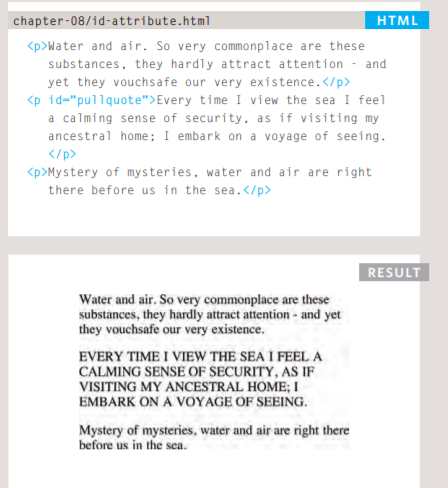 chapter-08/id-attribute.html
HTML
<p>Water and air. So very commonplace are these
substances, they hardly attract attention - and
yet they vouchsafe our very existence.</p>
<p id="pullquote">Every time I view the sea I feel
a calming sense of security, as if visiting my
ancestral home; I embark on a voyage of seeing.
</p>
<p>Mystery of mysteries, water and air are right
there before us in the sea.</p>
RESULT
Water and air. So very commonplace are these
substances, they hardly attract attention - and yet
they vouchsafe our very existence.
EVERY TIME I VIEW THE SEA I FEEL A
CALMING SENSE OF SECURITY, AS IF
VISITING MY ANCESTRAL HOME; I
EMBARK ON A VOYAGE OF SEEING.
Mystery of mysteries, water and air are right there
before us in the sea.